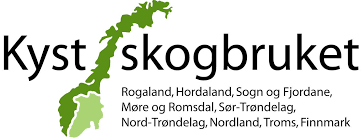 Kyst skogbruket
Rogaland, Hordaland, Sogn og Fjordane,
Møre og Romsdal, Sør-Trøndelag,
Nord-Trøndelag, Nordland, Troms, Finnmark